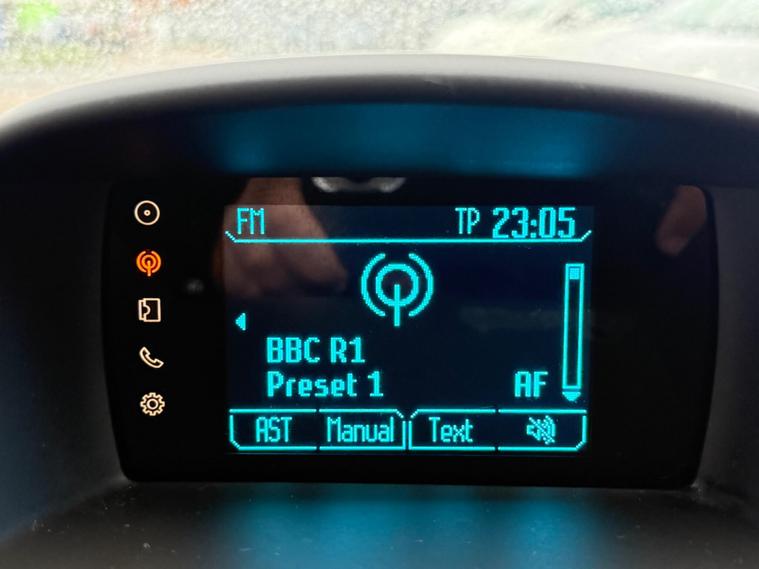 FM TP 23:05
BBC R1
Preset 1 AF
AST Manual Text